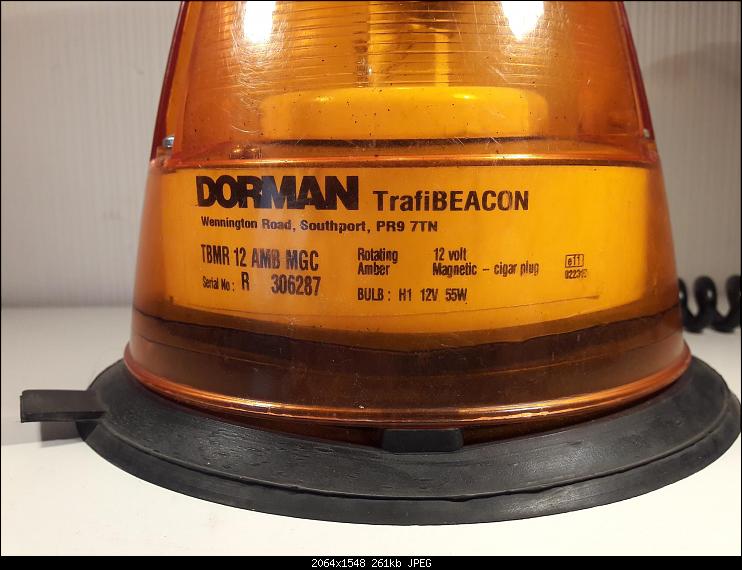 DORMAN TrafiBEACON
Wennington Road, Southport, PR9 7TN
TBMR 12 AMB MGC
Serial No: R 306287
Rotating 12 volt
Amber Magnetic – cigar plug
BULB: H1 12V 55W
e11
2064x1548 261kb JPEG